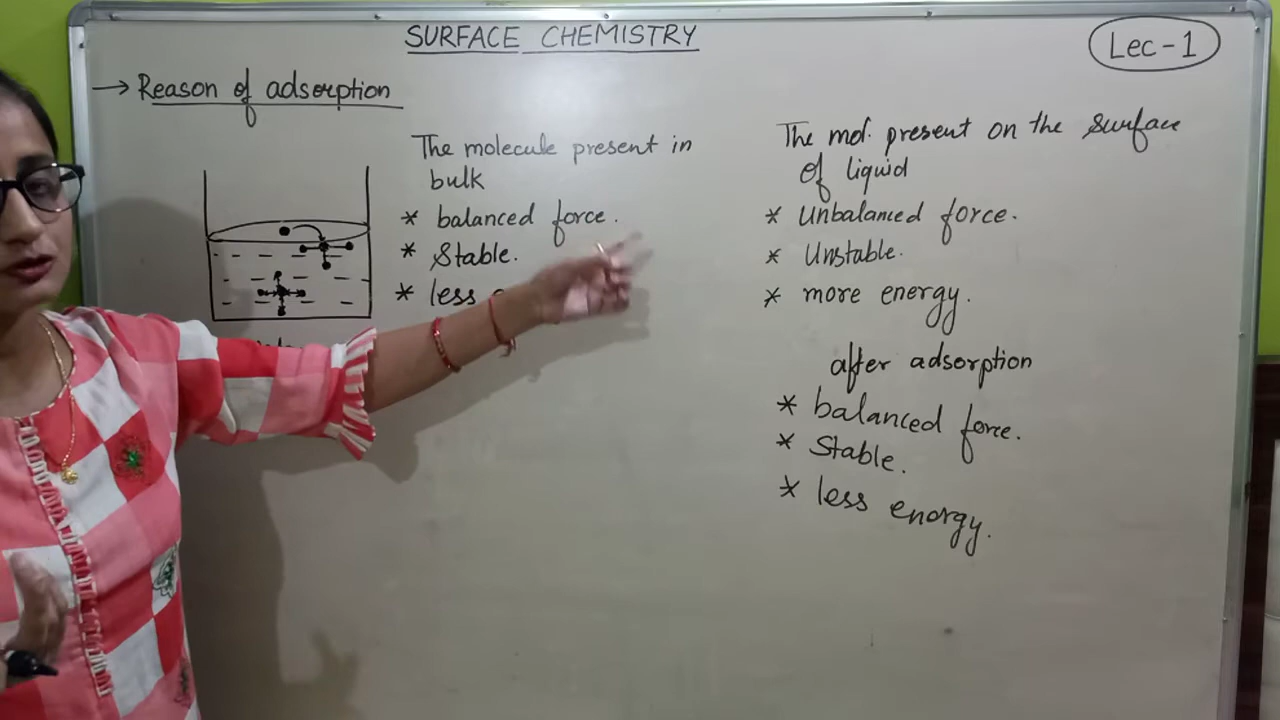 SURFACE CHEMISTRY
Lec-1
→ Reason of adsorption
The molecule present in
bulk
* balanced force.
* Stable.
* less
The mol. present on the surface
of liquid
* Unbalanced force.
* Unstable.
* more energy.
after adsorption
* balanced force.
* Stable.
* less energy.